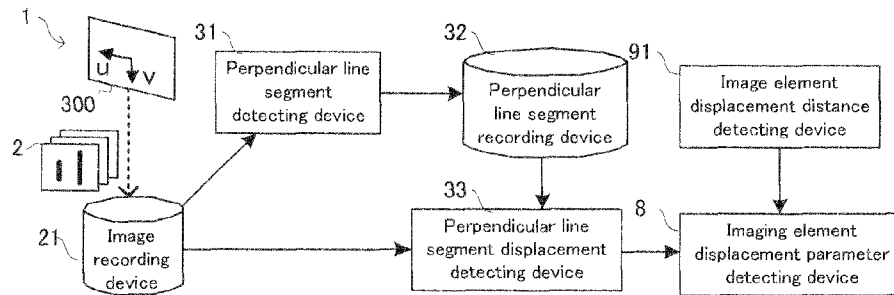 1
U
V
300
2
21
Image
recording
device
31
Perpendicular line
segment
detecting device
32
Perpendicular
line segment
recording device
33
Perpendicular line
segment displacement
detecting device
91
Image element
displacement distance
detecting device
8
Imaging element
displacement parameter
detecting device